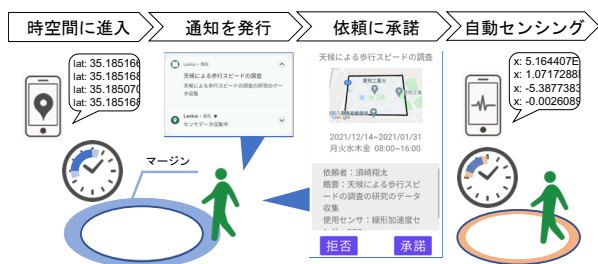 時空間に進入
通知を発行
依頼に承諾
自動センシング
lat: 35.185166
lat: 35.185168
lat: 35.185070
lat: 35.185168
Lavlus・現在
天候による歩行スピードの調査
天候による歩行スピードの調査の研究のデー
タ収集
Lavlus・現在
センサデータ収集中
マージン
天候による歩行スピードの調査
愛知工業大
Google
2021/12/14~2021/01/31
月火水木金 08:00~16:00
依頼者：須崎翔太
概要：天候による歩行スピ
ードの調査の研究のデータ
収集
使用センサ：線形加速度セ
拒否
承諾
x: 5.164407E
x: 1.0717288
x: -5.3877383
x: -0.0026089